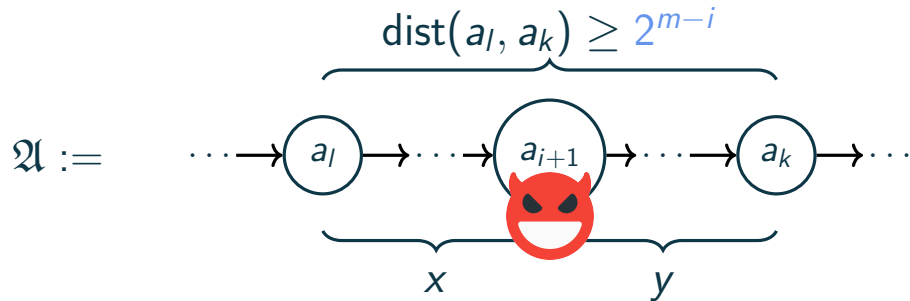 dist(a_l, a_k) ≥ 2^{m−i}
𝔄 := ⋯ a_l ⋯ a_{i+1} ⋯ a_k ⋯
x y